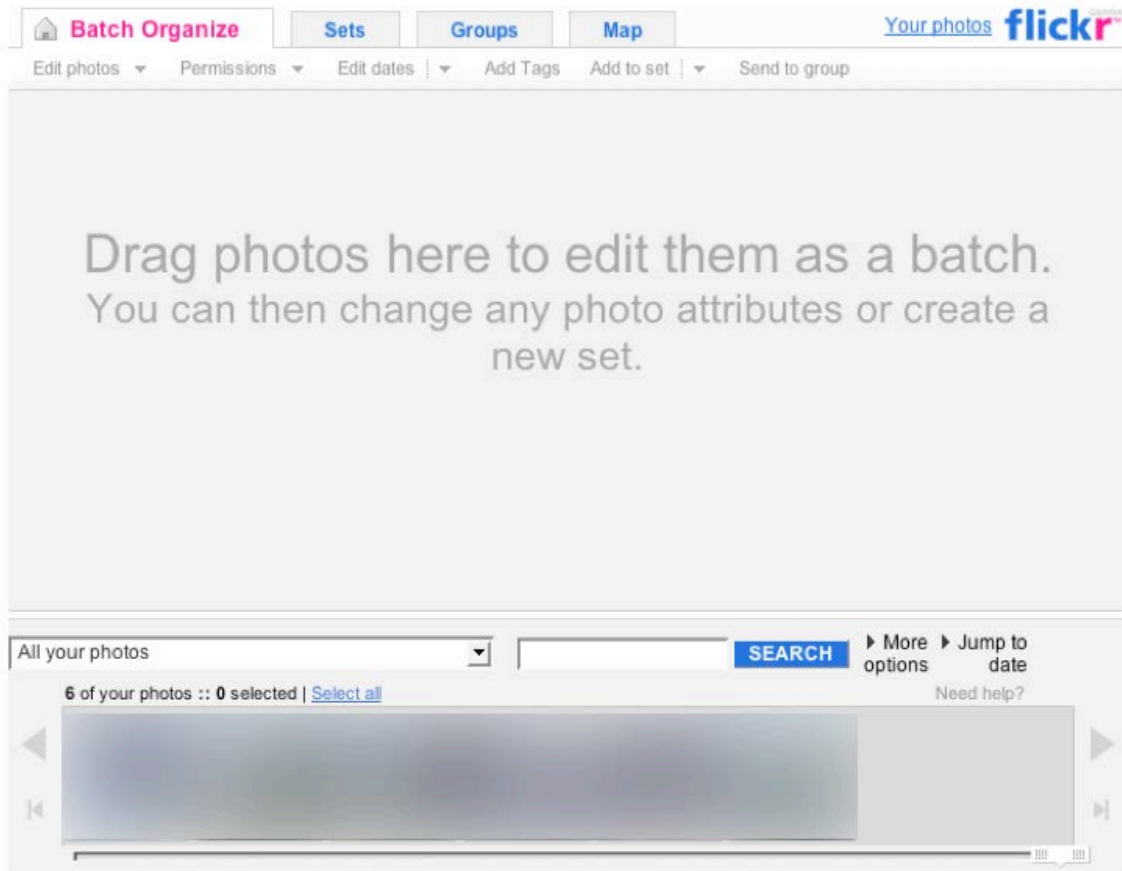 Batch Organize Sets Groups Map Your photos flickr
Edit photos Permissions Edit dates Add Tags Add to set Send to group
Drag photos here to edit them as a batch.
You can then change any photo attributes or create a
new set.
All your photos SEARCH More options Jump to date
6 of your photos :: 0 selected | Select all Need help?